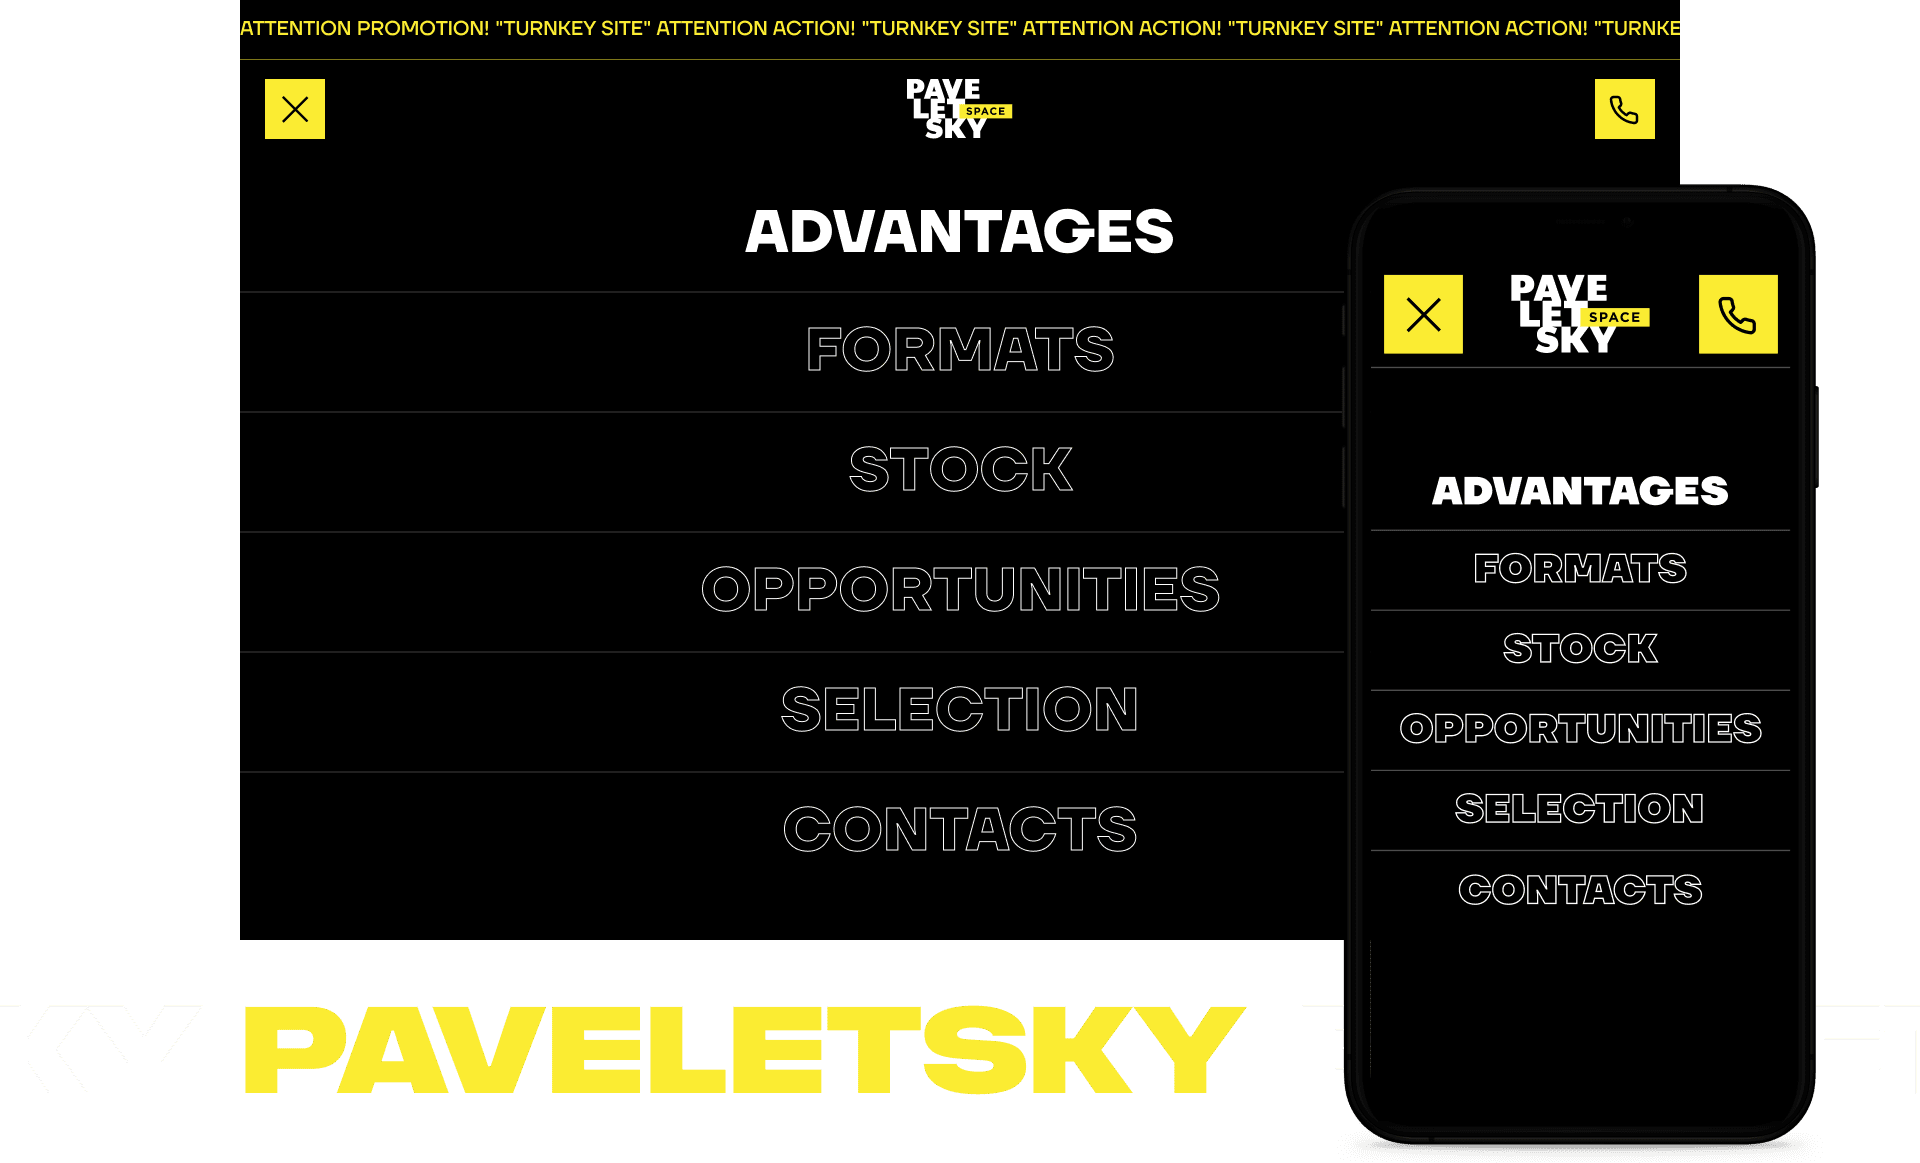 ATTENTION PROMOTION! "TURNKEY SITE" ATTENTION ACTION! "TURNKEY SITE" ATTENTION ACTION! "TURNKEY SITE" ATTENTION ACTION! "TURNKE
PAVE
LET SPACE
SKY
ADVANTAGES
FORMATS
STOCK
OPPORTUNITIES
SELECTION
CONTACTS
PAVE
LET SPACE
SKY
ADVANTAGES
FORMATS
STOCK
OPPORTUNITIES
SELECTION
CONTACTS
KY PAVELETSKY